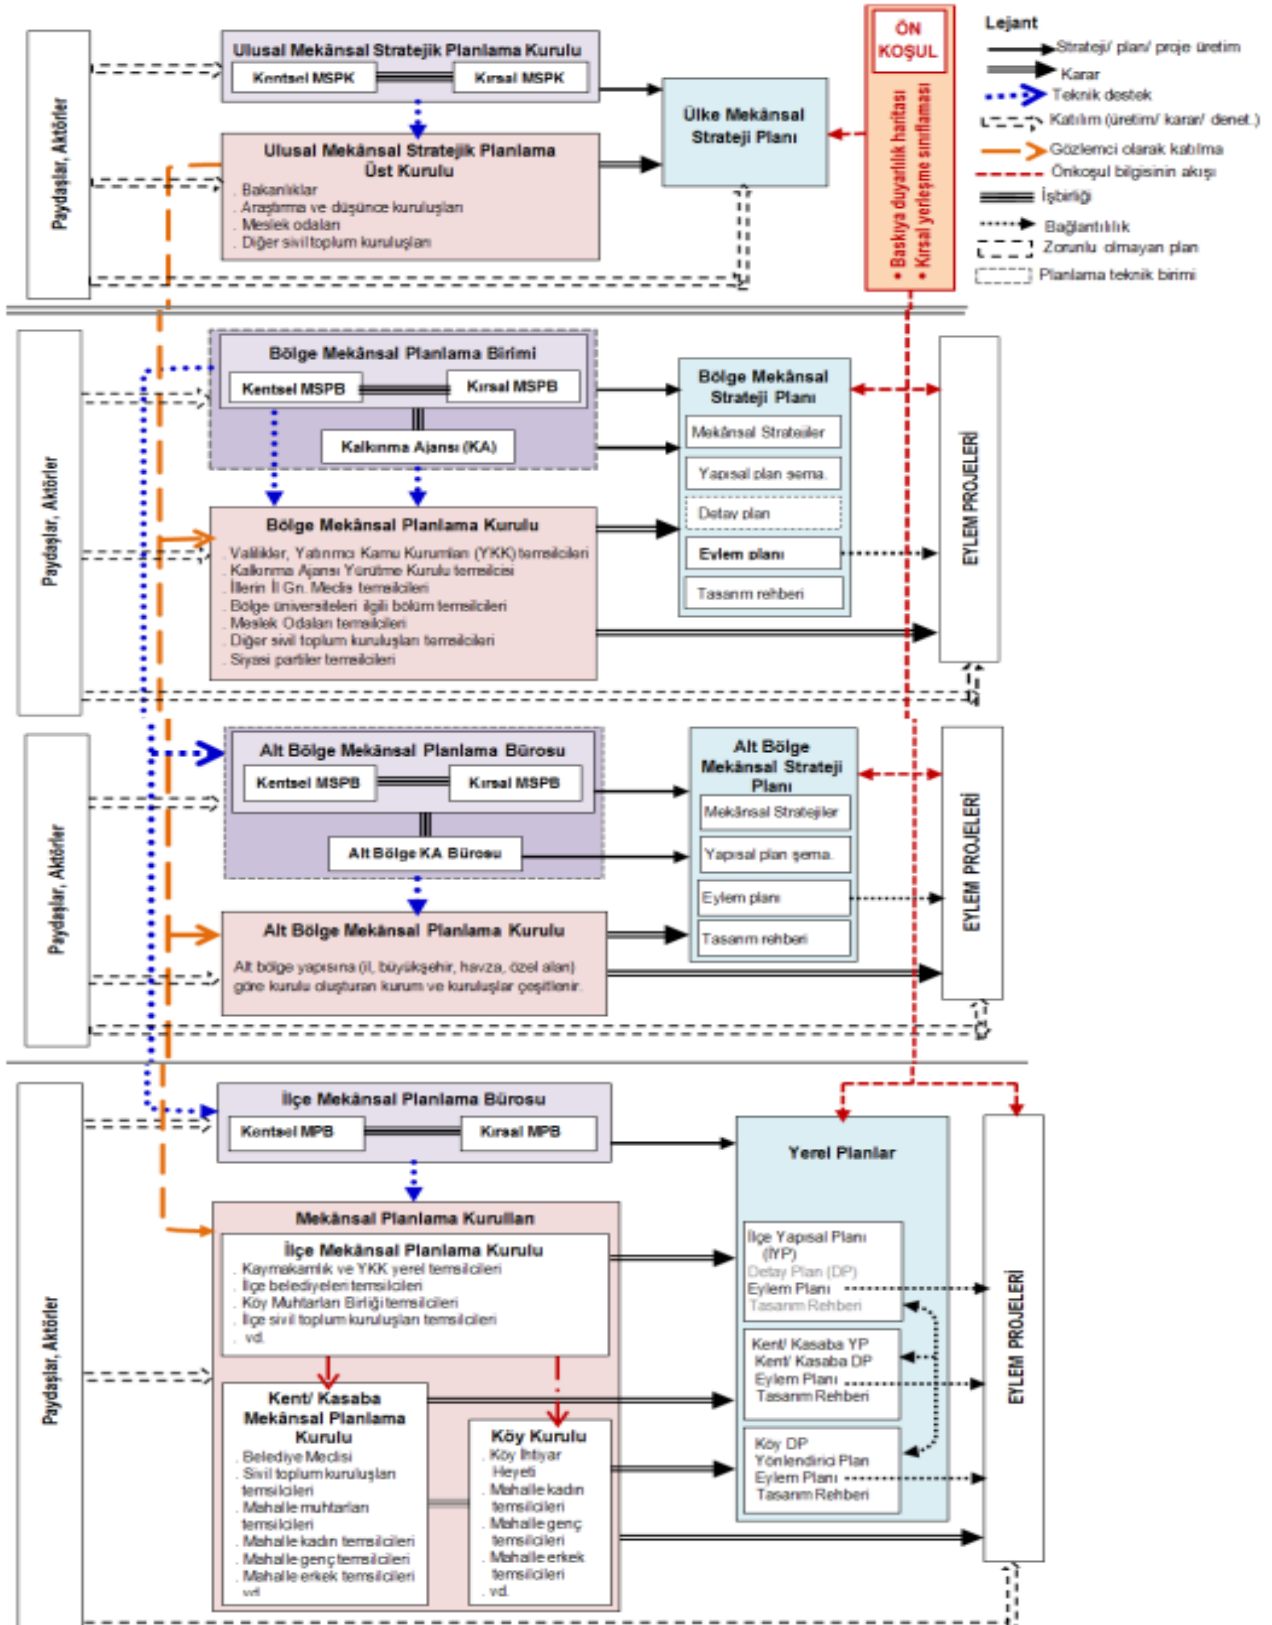 Paydaşlar, Aktörler
Ulusal Mekânsal Stratejik Planlama Kurulu
Kentsel MSPK
Kırsal MSPK
Ulusal Mekânsal Stratejik Planlama
Üst Kurulu
. Bakanlıklar
. Araştırma ve düşünce kuruluşları
. Meslek odaları
. Diğer sivil toplum kuruluşları
Ülke Mekânsal
Strateji Planı
ÖN
KOŞUL
• Baskıya duyarlılık haritası
• Kırsal yerleşme sınıflaması
Lejant
Strateji/ plan/ proje üretim
Karar
Teknik destek
Katılım (üretim/ karar/ denet.)
Gözlemci olarak katılma
Önkoşul bilgisinin akışı
İşbirliği
Bağlantılılık
Zorunlu olmayan plan
Planlama teknik birimi
Paydaşlar, Aktörler
Bölge Mekânsal Planlama Birimi
Kentsel MSPB
Kırsal MSPB
Kalkınma Ajansı (KA)
Bölge Mekânsal Planlama Kurulu
. Valilikler, Yatırımcı Kamu Kurumları (YKK) temsilcileri
. Kalkınma Ajansı Yürütme Kurulu temsilcisi
. İllerin İl Gn. Meclis temsilcileri
. Bölge üniversiteleri ilgili bölüm temsilcileri
. Meslek Odaları temsilcileri
. Diğer sivil toplum kuruluşları temsilcileri
. Siyasi partiler temsilcileri
Bölge Mekânsal
Strateji Planı
Mekânsal Stratejiler
Yapısal plan şema.
Detay plan
Eylem planı
Tasarım rehberi
EYLEM PROJELERİ
Paydaşlar, Aktörler
Alt Bölge Mekânsal Planlama Bürosu
Kentsel MSPB
Kırsal MSPB
Alt Bölge KA Bürosu
Alt Bölge Mekânsal Planlama Kurulu
Alt bölge yapısına (il, büyükşehir, havza, özel alan)
göre kurulu oluşturan kurum ve kuruluşlar çeşitlenir.
Alt Bölge
Mekânsal Strateji
Planı
Mekânsal Stratejiler
Yapısal plan şema.
Eylem planı
Tasarım rehberi
EYLEM PROJELERİ
Paydaşlar, Aktörler
İlçe Mekânsal Planlama Bürosu
Kentsel MPB
Kırsal MPB
Mekânsal Planlama Kurulları
İlçe Mekânsal Planlama Kurulu
. Kaymakamlık ve YKK yerel temsilcileri
. İlçe belediyeleri temsilcileri
. Köy Muhtarları Birliği temsilcileri
. İlçe sivil toplum kuruluşları temsilcileri
. vd.
Kent/ Kasaba
Mekânsal Planlama
Kurulu
. Belediye Meclisi
. Sivil toplum kuruluşları
temsilcileri
. Mahalle muhtarları
temsilcileri
. Mahalle kadın temsilcileri
. Mahalle genç temsilcileri
. Mahalle erkek temsilcileri
vd.
Köy Kurulu
. Köy İhtiyar
Heyeti
. Mahalle kadın
temsilcileri
. Mahalle genç
temsilcileri
. Mahalle erkek
temsilcileri
. vd.
Yerel Planlar
İlçe Yapısal Planı
(İYP)
Detay Plan (DP)
Eylem Planı
Tasarım Rehberi
Kent/ Kasaba YP
Kent/ Kasaba DP
Eylem Planı
Tasarım Rehberi
Köy DP
Yönlendirici Plan
Eylem Planı
Tasarım Rehberi
EYLEM PROJELERİ